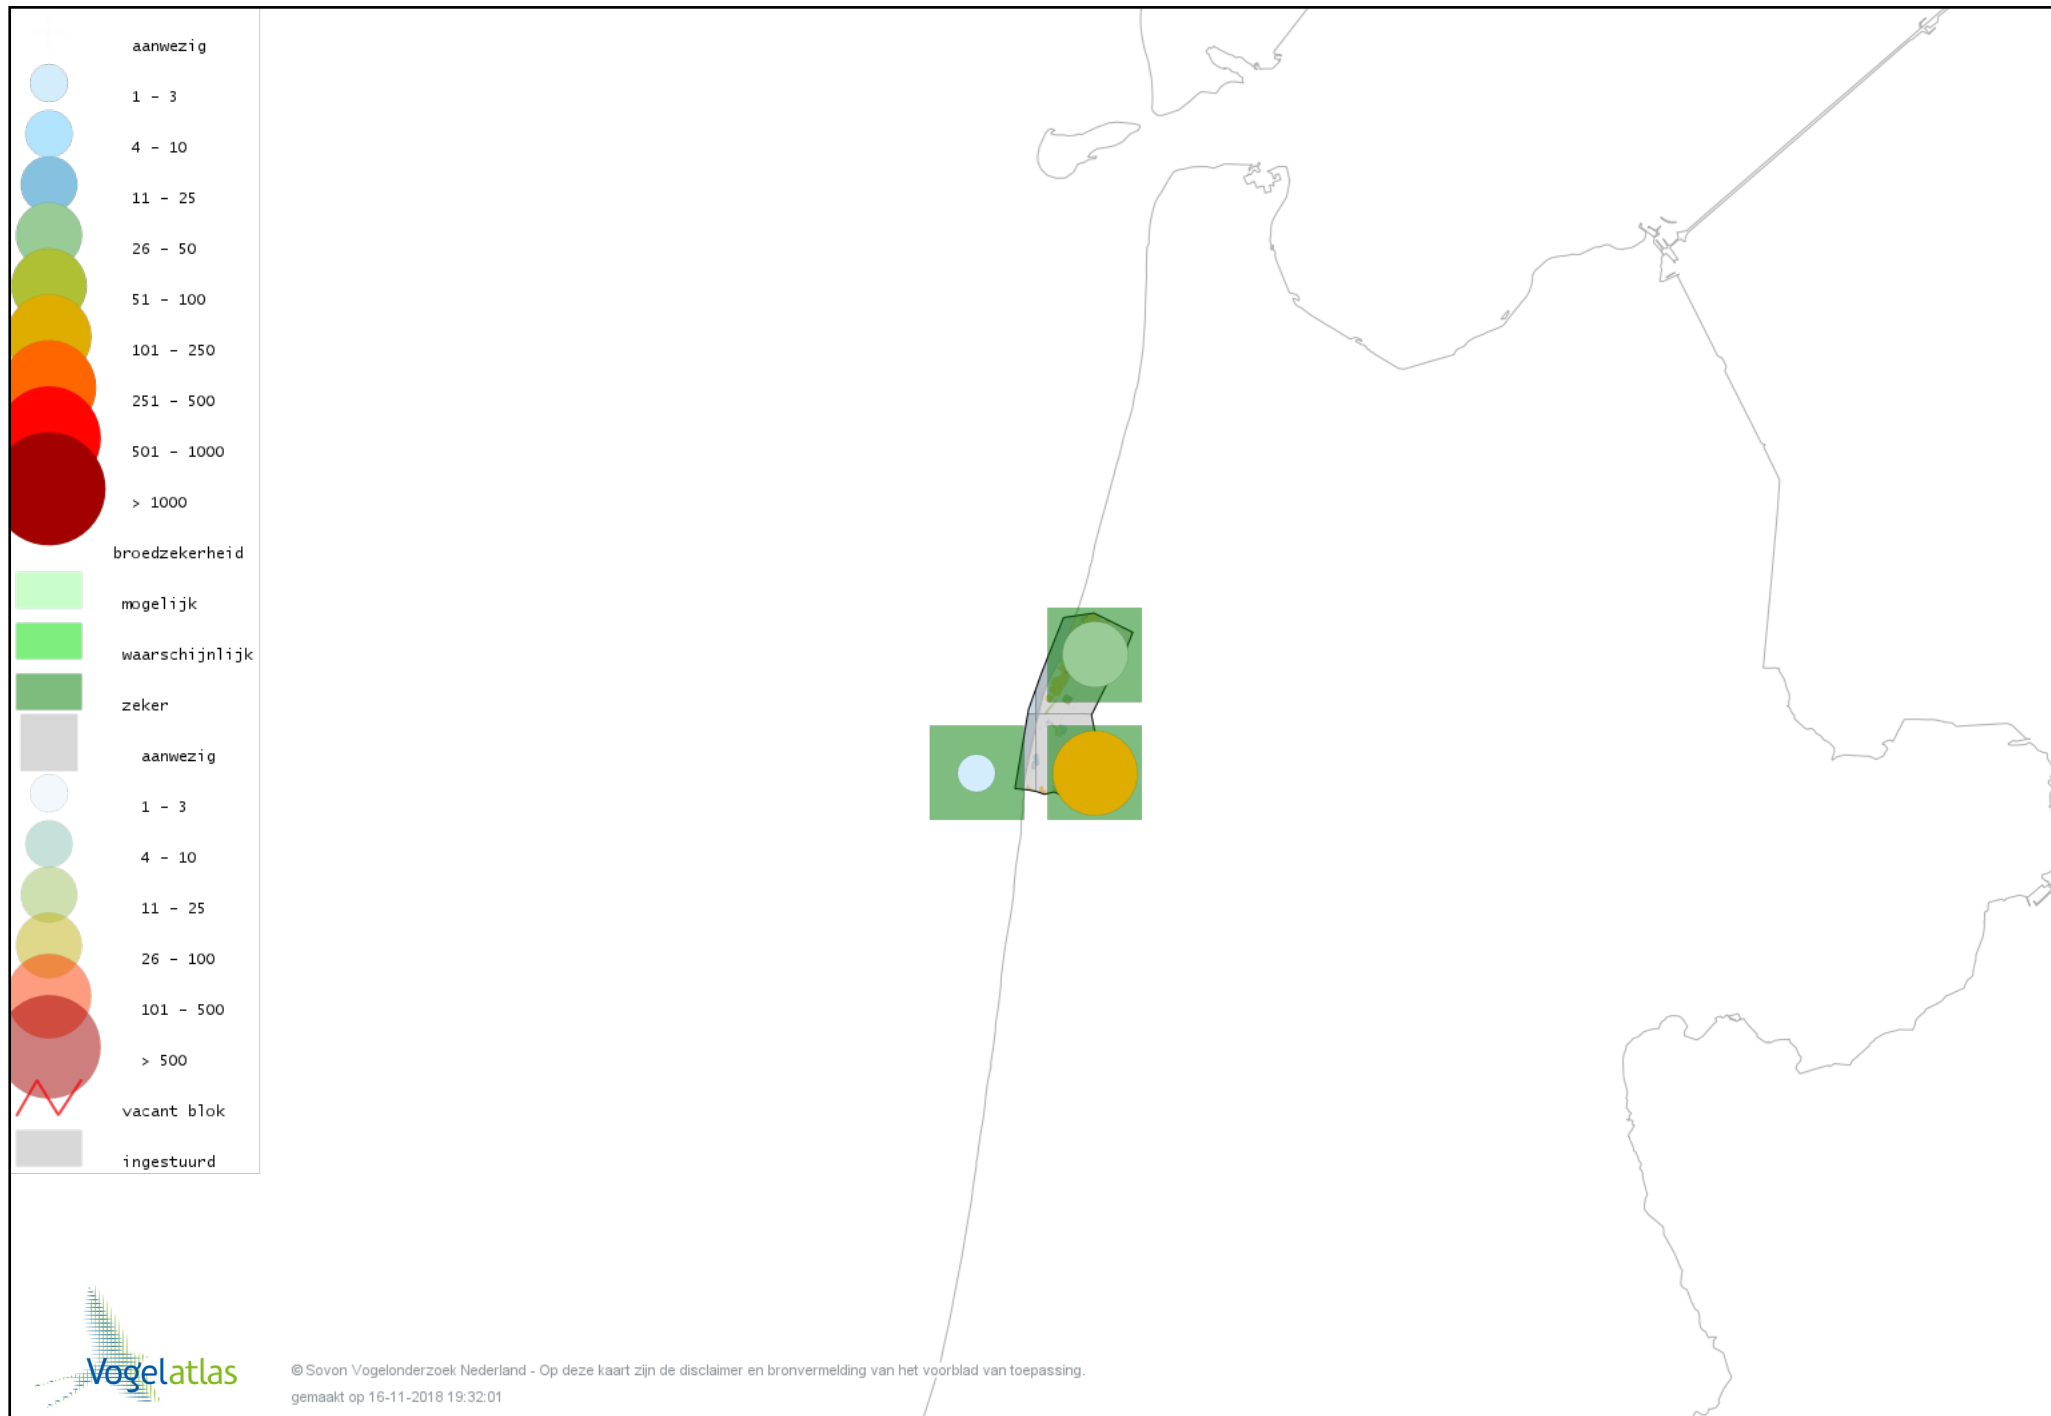 aanwezig
1 - 3
4 - 10
11 - 25
26 - 50
51 - 100
101 - 250
251 - 500
501 - 1000
> 1000
broedzekerheid
mogelijk
waarschijnlijk
zeker
aanwezig
1 - 3
4 - 10
11 - 25
26 - 100
101 - 500
> 500
vacant blok
ingestuurd
Vogelatlas
© Sovon Vogelonderzoek Nederland - Op deze kaart zijn de disclaimer en bronvermelding van het voorblad van toepassing.
gemaakt op 16-11-2018 19:32:01